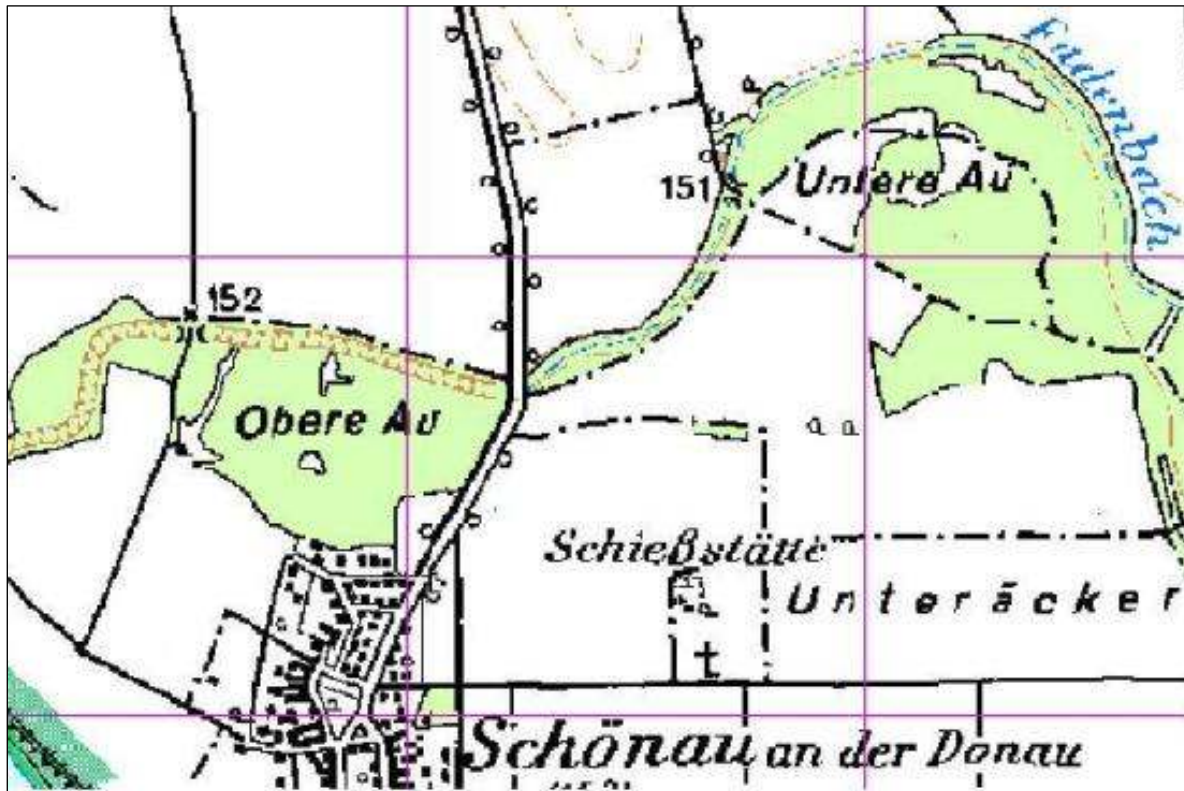 Fadenbach
151
Untere Au
152
Obere Au
Schießstätte
Unteräcker
Schönau an der Donau